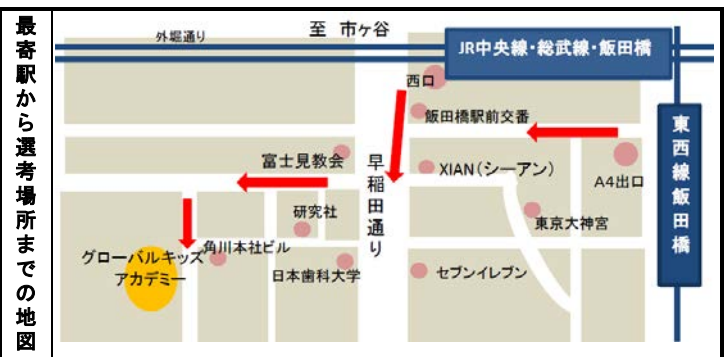 最寄駅から選考場所までの地図
外堀通り
至 市ヶ谷
JR中央線・総武線・飯田橋
西口
飯田橋駅前交番
東西線飯田橋
富士見教会
早稲田通り
XIAN(シーアン)
A4出口
研究社
東京大神宮
グローバルキッズ
アカデミー
角川本社ビル
日本歯科大学
セブンイレブン